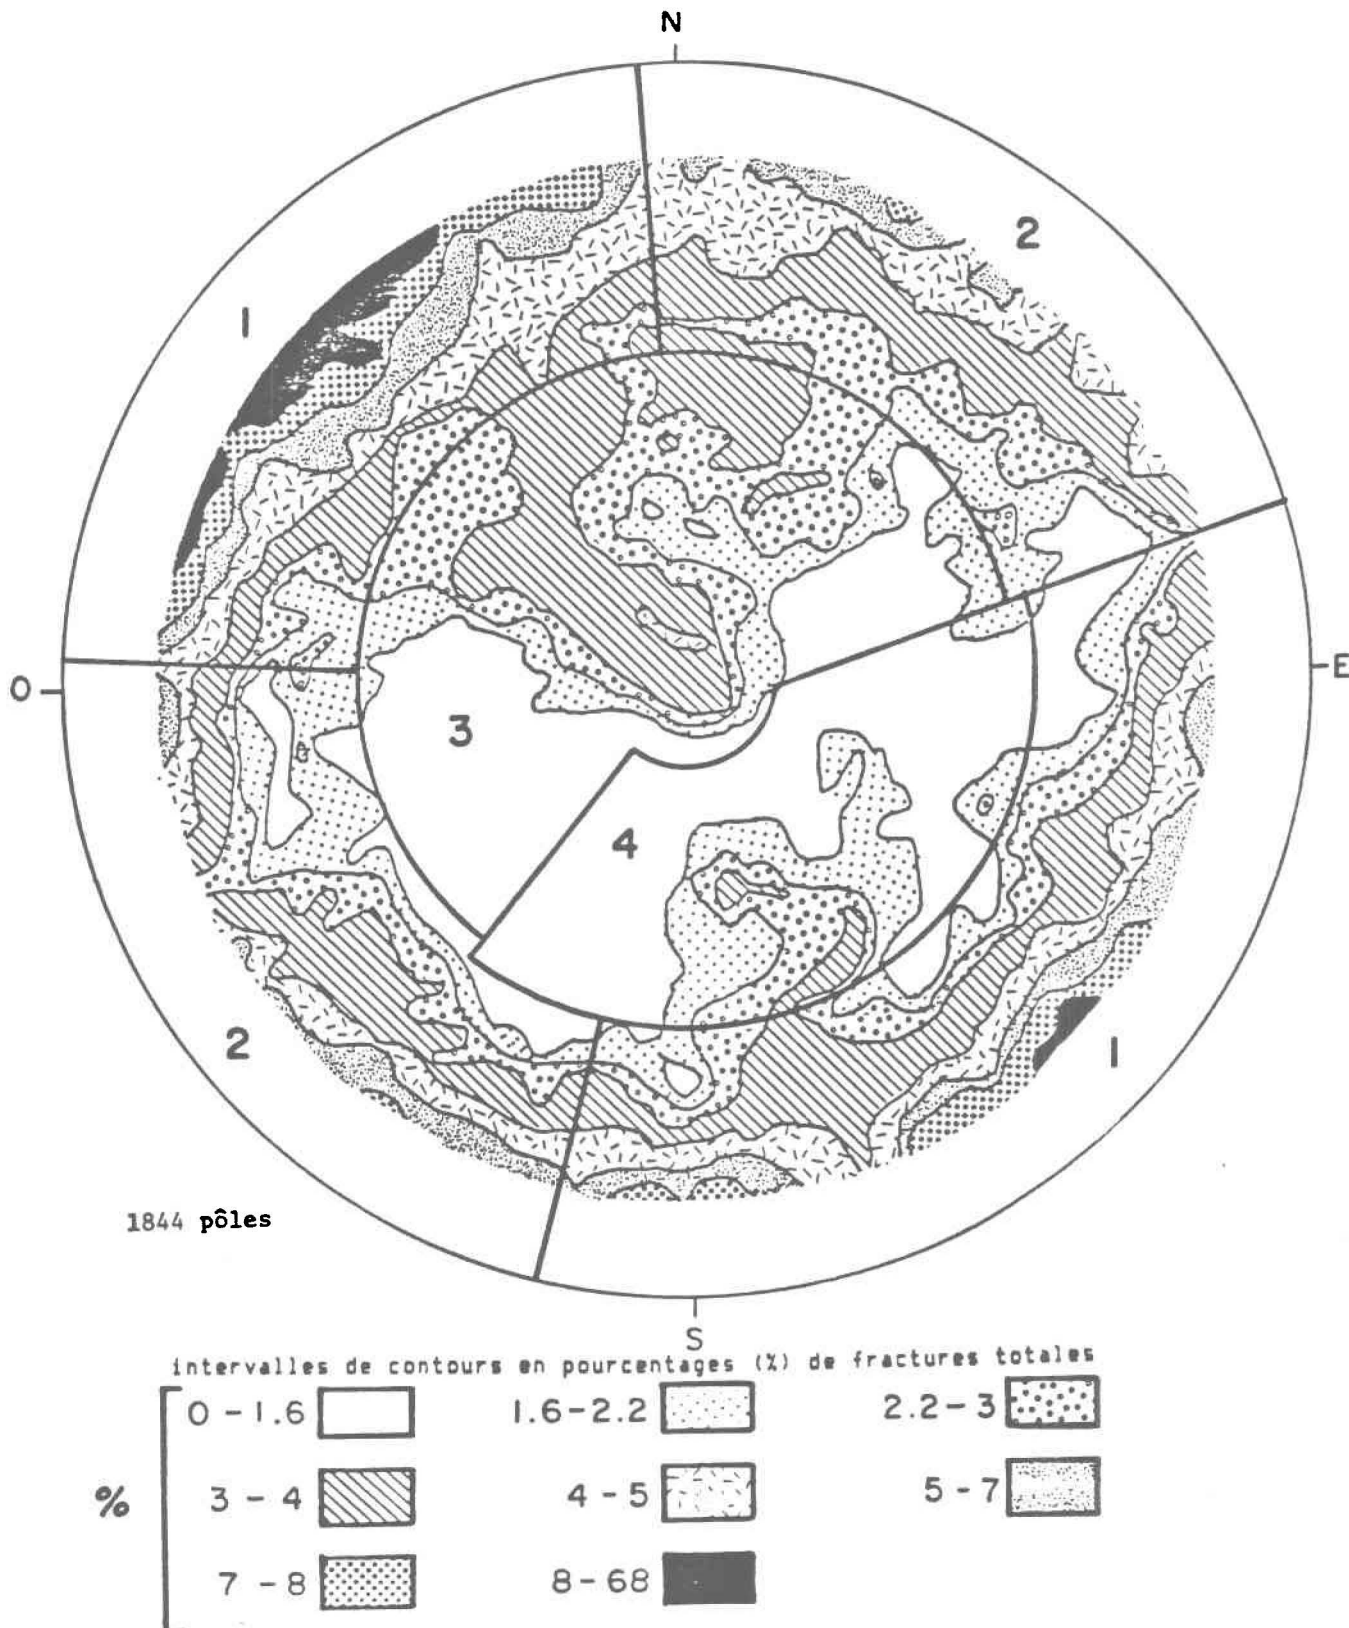 N
2
1
O
E
3
4
2
1
1844 pôles
S
intervalles de contours en pourcentages (%) de fractures totales
0-1.6 1.6-2.2 2.2-3
% 3-4 4-5 5-7
7-8 8-68